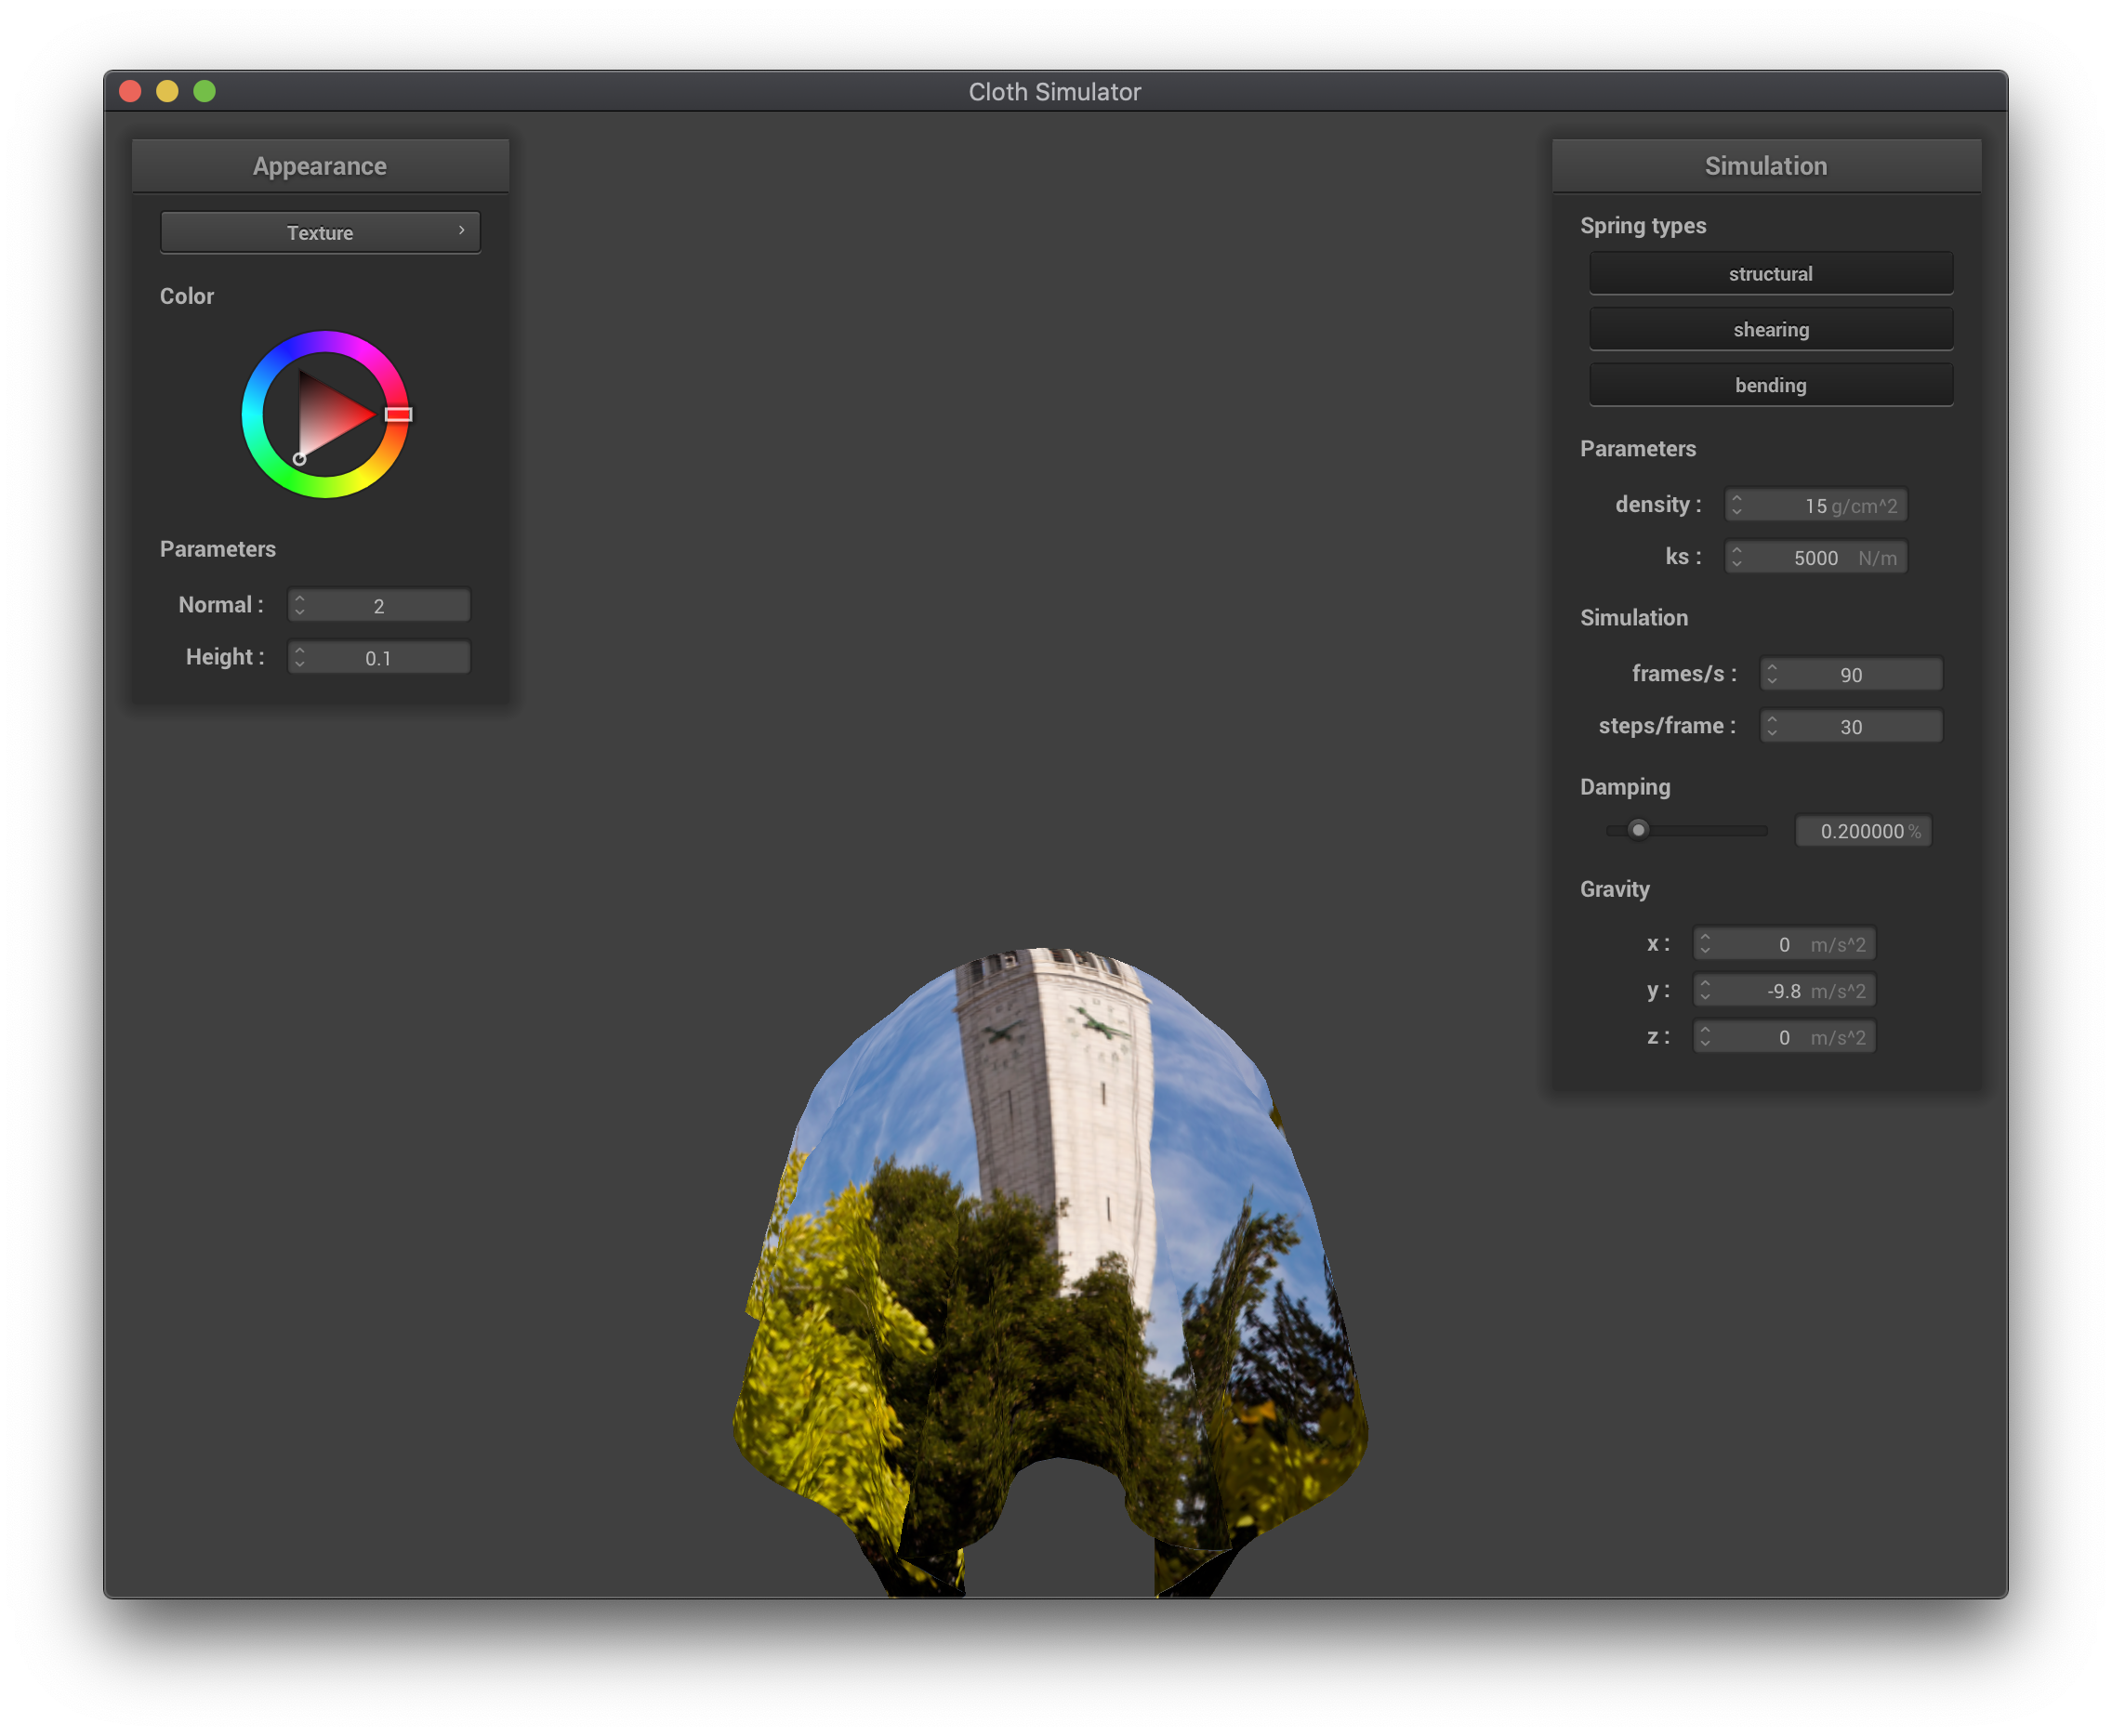 Cloth Simulator
Appearance
Texture
Color
Parameters
Normal : 2
Height : 0.1
Simulation
Spring types
structural
shearing
bending
Parameters
density : 15 g/cm^2
ks : 5000 N/m
Simulation
frames/s : 90
steps/frame : 30
Damping
0.200000 %
Gravity
x : 0 m/s^2
y : -9.8 m/s^2
z : 0 m/s^2